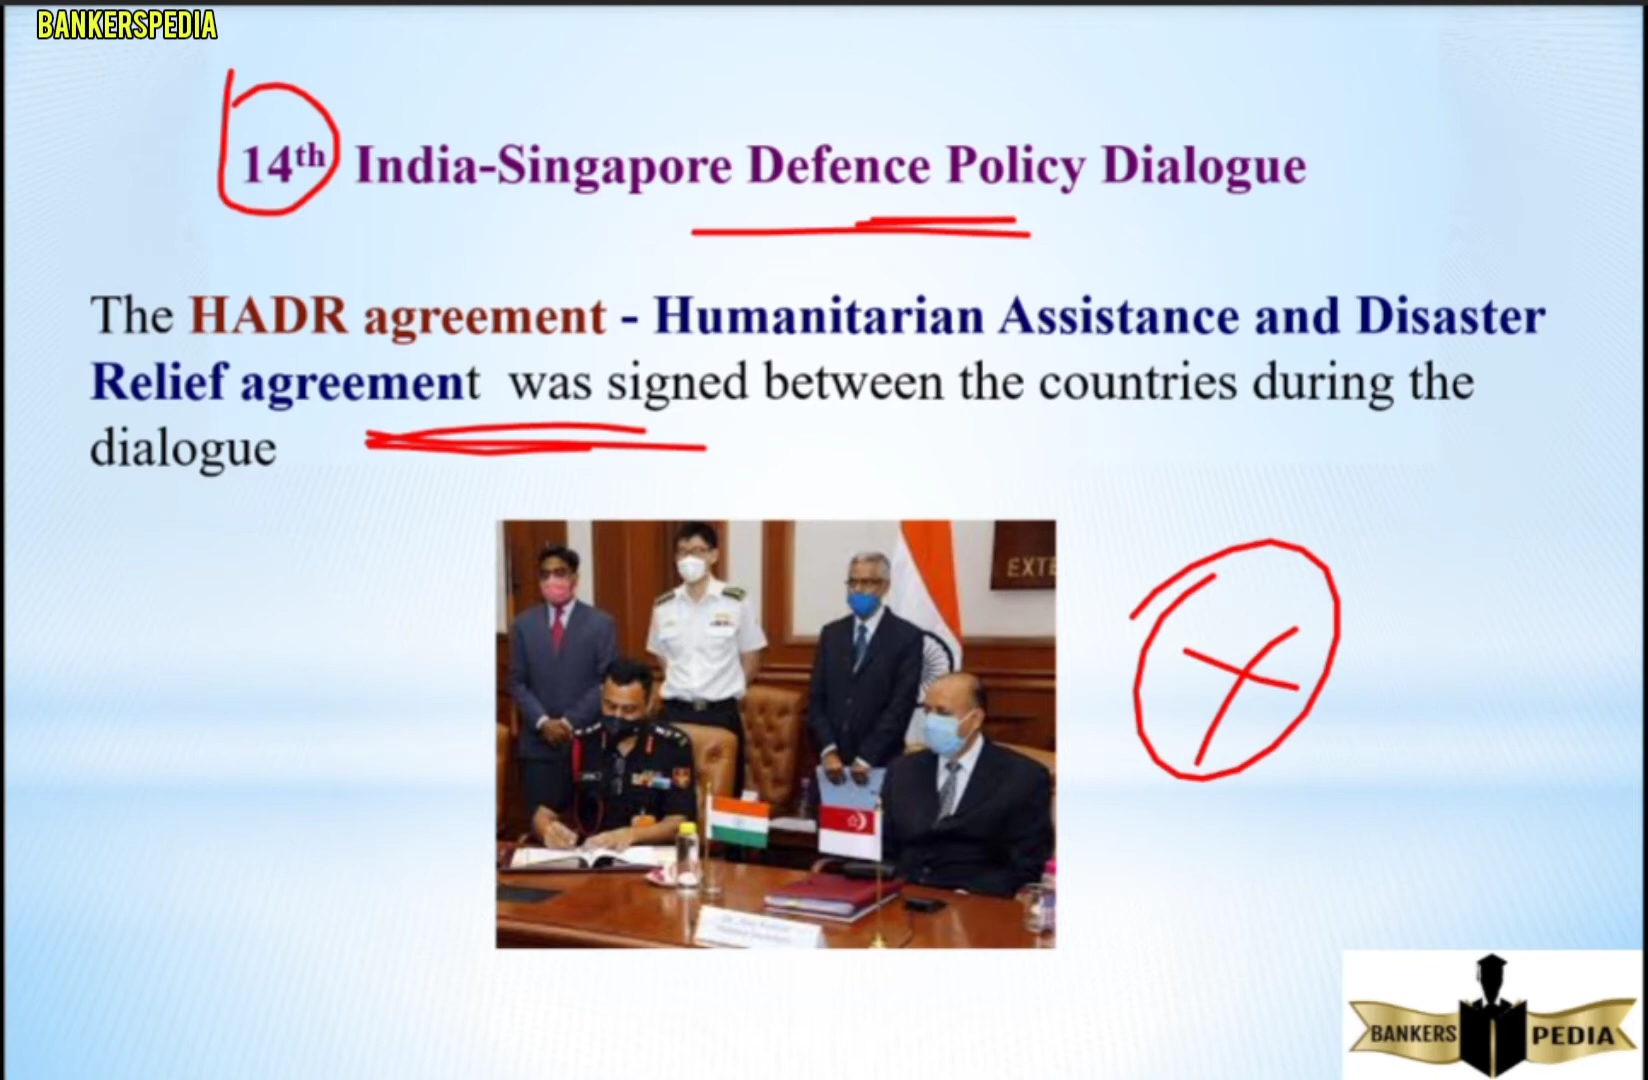 BANKERSPEDIA
14th India-Singapore Defence Policy Dialogue
The HADR agreement - Humanitarian Assistance and Disaster
Relief agreement was signed between the countries during the
dialogue
EXTE
BANKERS PEDIA